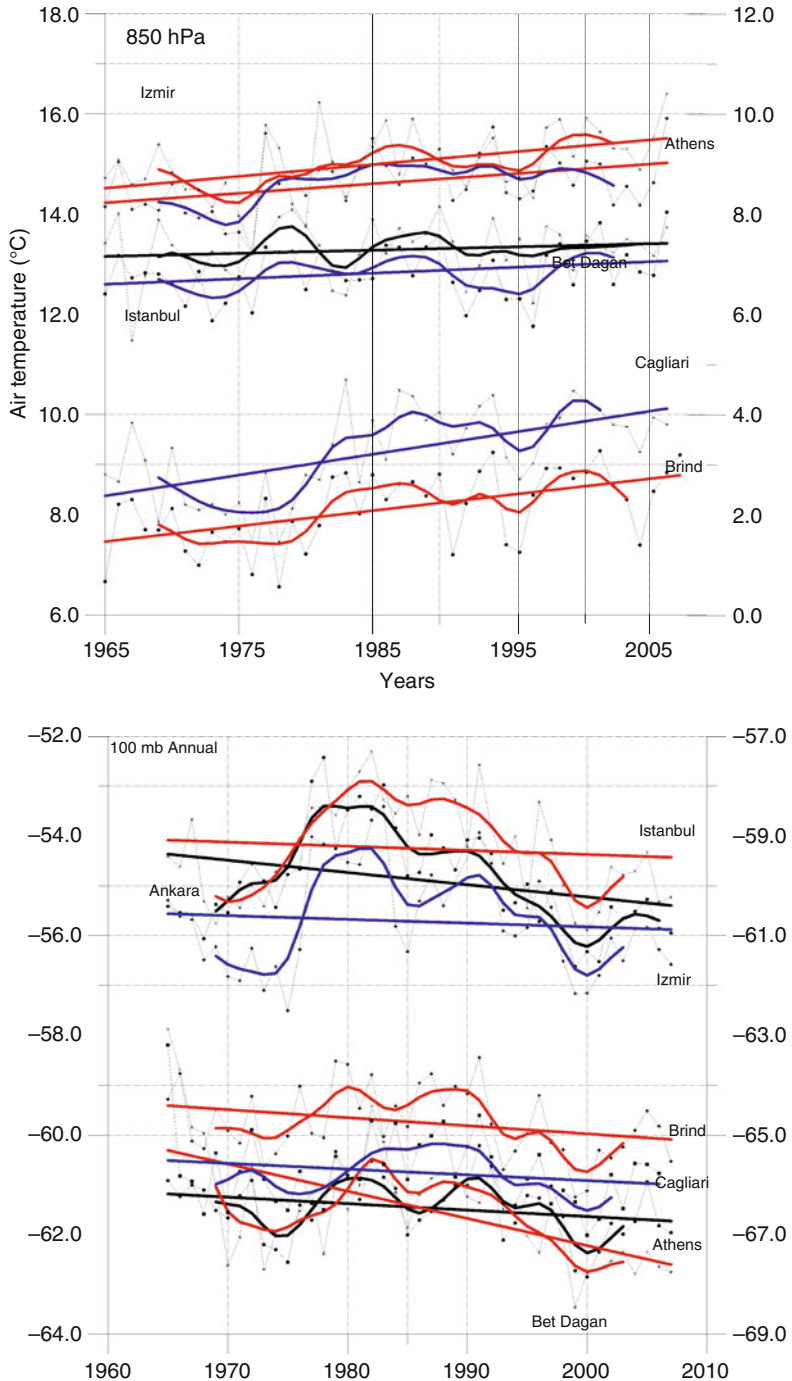 18.0
12.0
850 hPa
Izmir
16.0
10.0
Athens
14.0
8.0
Bet Dagan
Air temperature (°C)
12.0
Istanbul
6.0
Cagliari
10.0
4.0
Brind
8.0
2.0
6.0
0.0
1965
1975
1985
1995
2005
Years
–52.0
–57.0
100 mb Annual
–54.0
–59.0
Istanbul
Ankara
–56.0
–61.0
Izmir
–58.0
–63.0
–60.0
–65.0
Brind
Cagliari
–62.0
–67.0
Athens
Bet Dagan
–64.0
–69.0
1960
1970
1980
1990
2000
2010